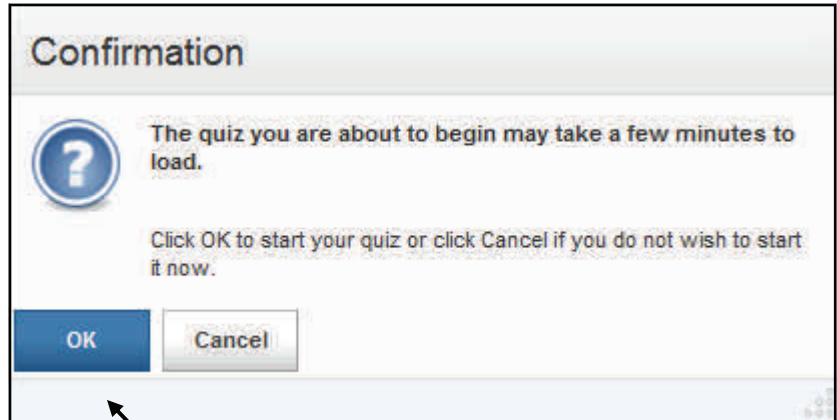 Confirmation
The quiz you are about to begin may take a few minutes to
load.
Click OK to start your quiz or click Cancel if you do not wish to start
it now.
OK Cancel